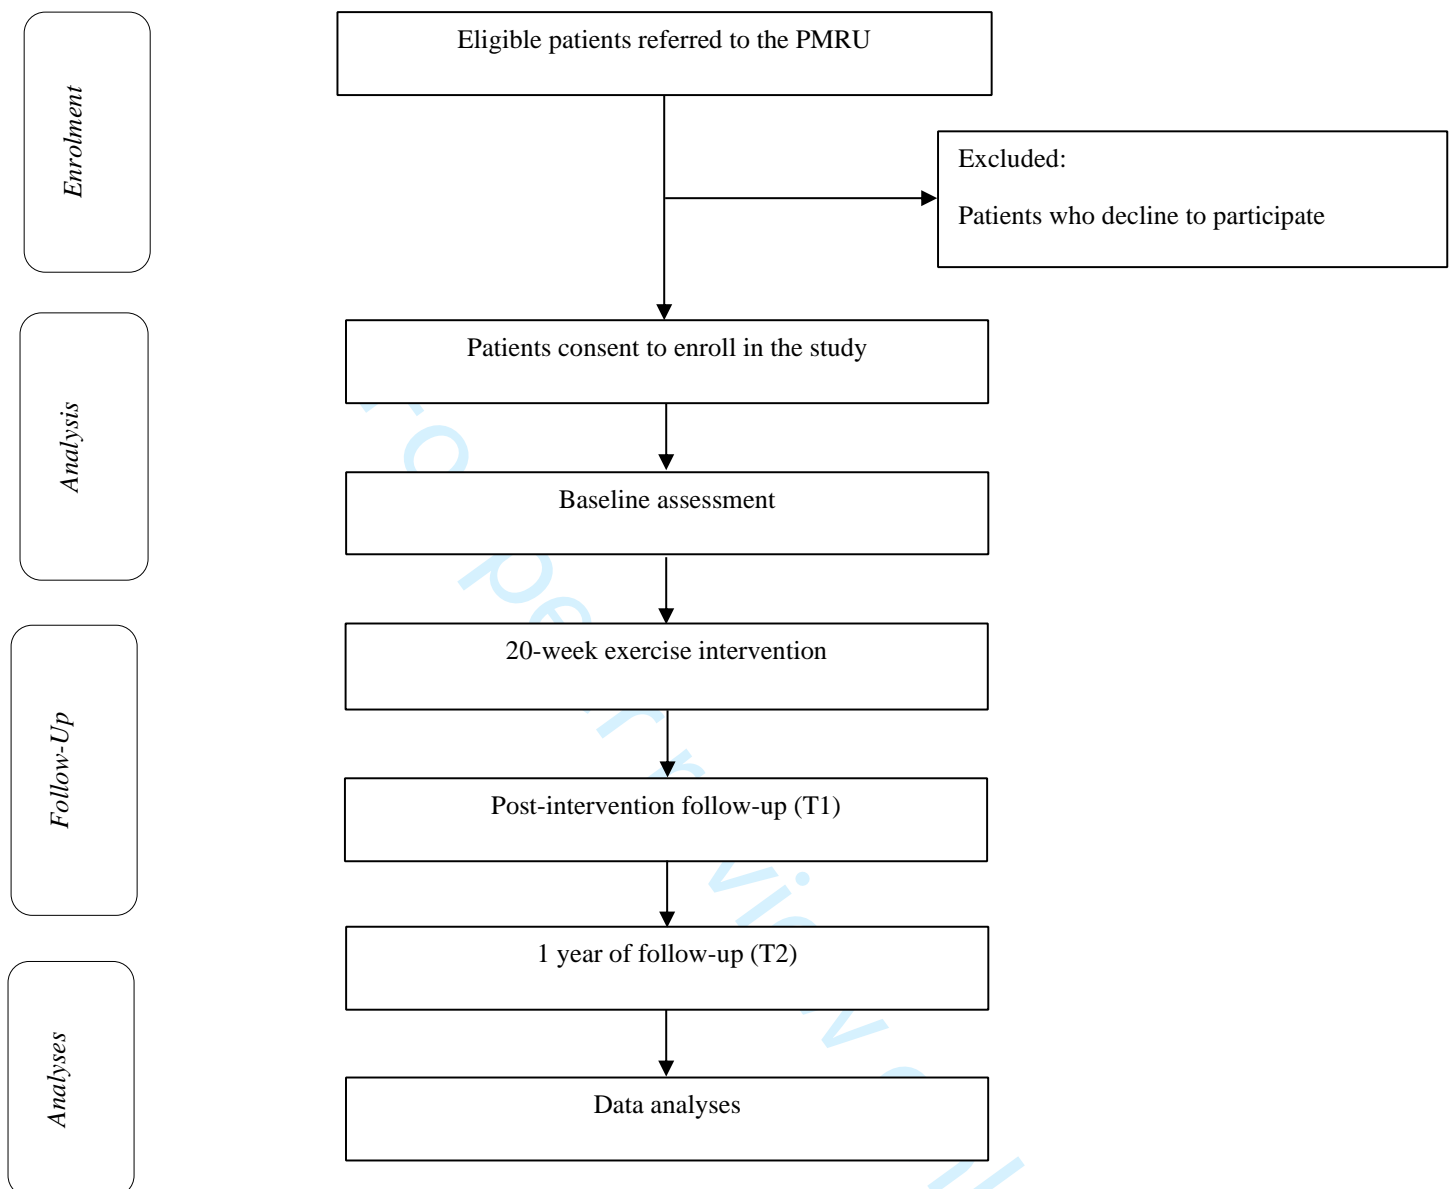 Eligible patients referred to the PMRU
Enrolment
Excluded:
Patients who decline to participate
Patients consent to enroll in the study
Analysis
Baseline assessment
20-week exercise intervention
Follow-Up
Post-intervention follow-up (T1)
1 year of follow-up (T2)
Analyses
Data analyses